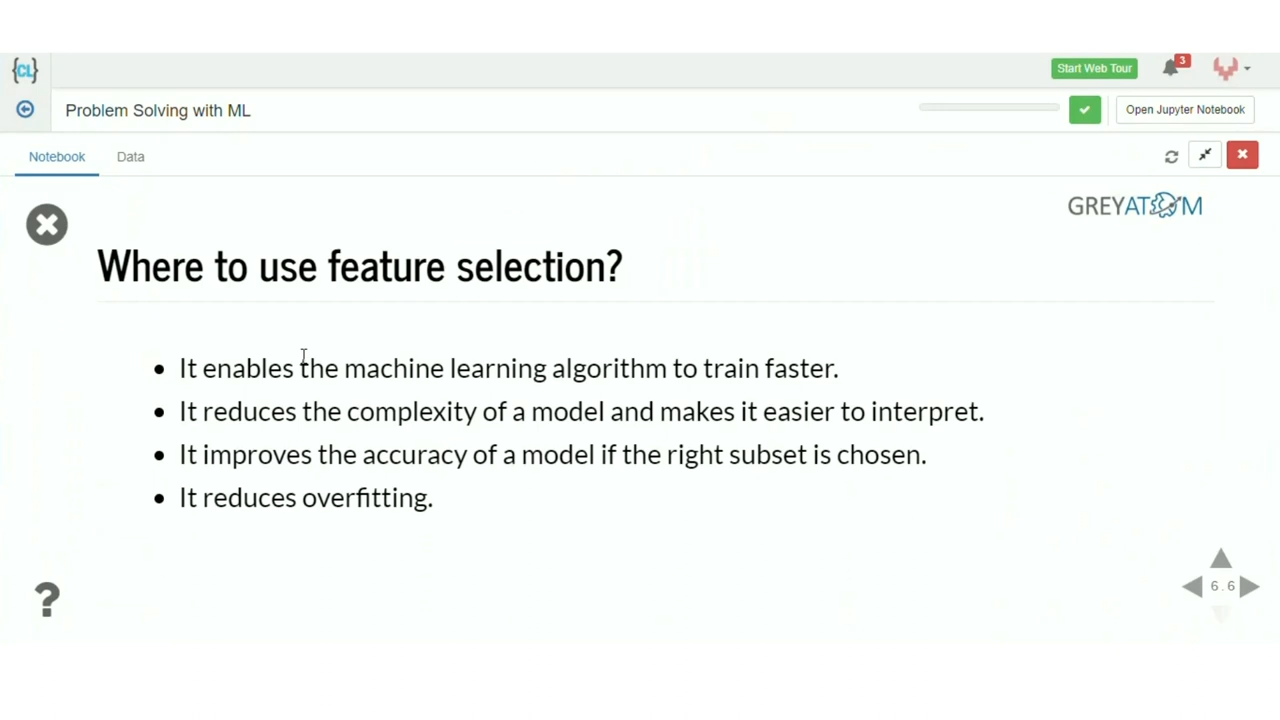 {CL}
Start Web Tour
3
Problem Solving with ML
Open Jupyter Notebook
Notebook
Data
GREYATOM
Where to use feature selection?
• It enables the machine learning algorithm to train faster.
• It reduces the complexity of a model and makes it easier to interpret.
• It improves the accuracy of a model if the right subset is chosen.
• It reduces overfitting.
?
6.6